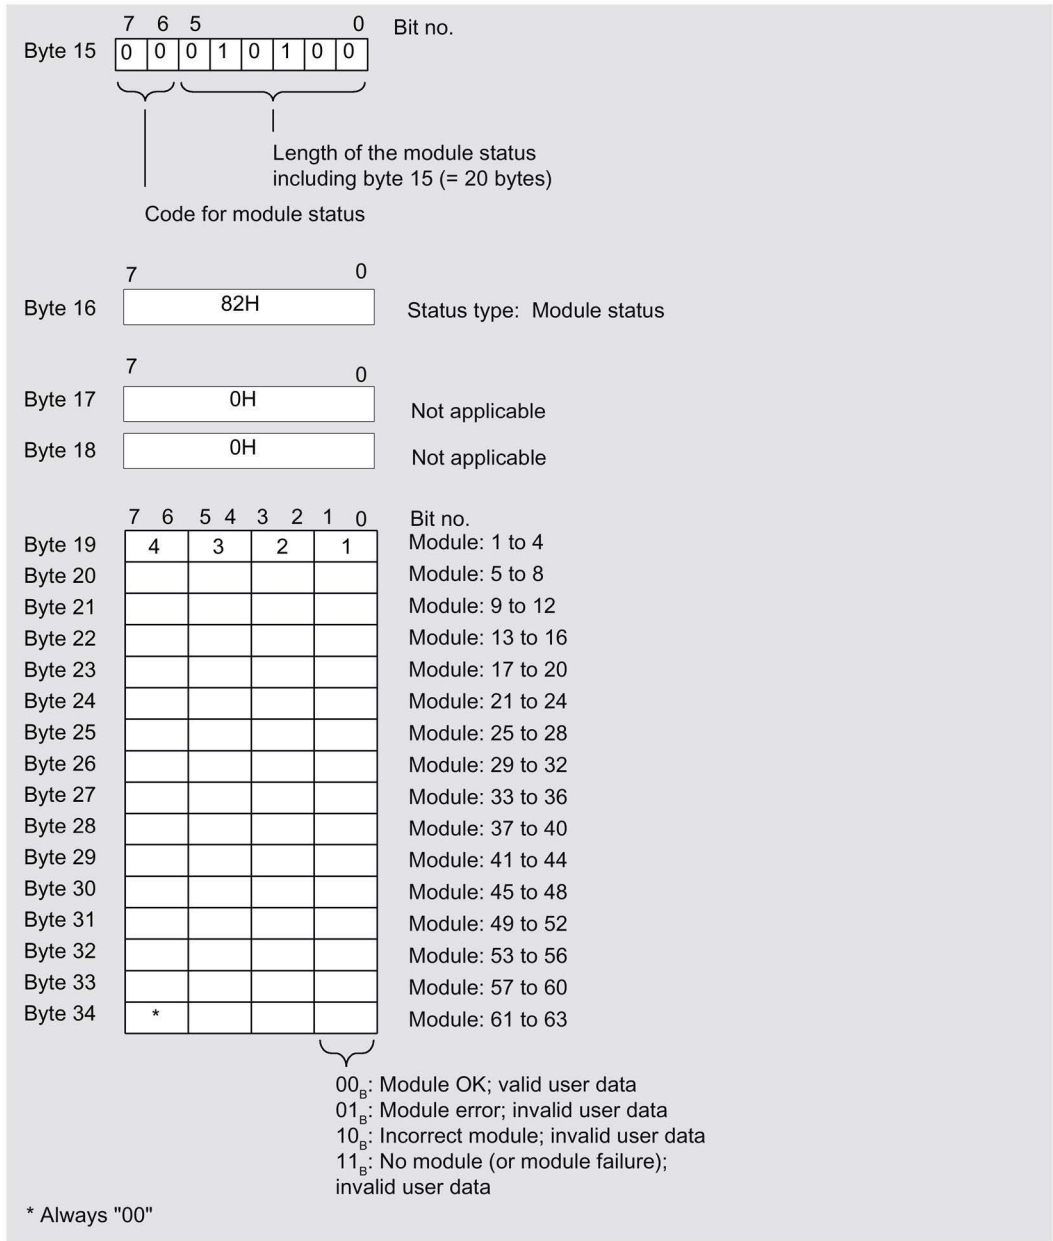 7 6 5 0 Bit no.
Byte 15 0 0 0 1 0 1 0 0
Length of the module status
including byte 15 (= 20 bytes)
Code for module status
7 0
Byte 16 82H Status type: Module status
7 0
Byte 17 0H Not applicable
Byte 18 0H Not applicable
7 6 5 4 3 2 1 0 Bit no.
Byte 19 4 3 2 1 Module: 1 to 4
Byte 20 Module: 5 to 8
Byte 21 Module: 9 to 12
Byte 22 Module: 13 to 16
Byte 23 Module: 17 to 20
Byte 24 Module: 21 to 24
Byte 25 Module: 25 to 28
Byte 26 Module: 29 to 32
Byte 27 Module: 33 to 36
Byte 28 Module: 37 to 40
Byte 29 Module: 41 to 44
Byte 30 Module: 45 to 48
Byte 31 Module: 49 to 52
Byte 32 Module: 53 to 56
Byte 33 Module: 57 to 60
Byte 34 * Module: 61 to 63
00B: Module OK; valid user data
01B: Module error; invalid user data
10B: Incorrect module; invalid user data
11B: No module (or module failure);
invalid user data
* Always "00"